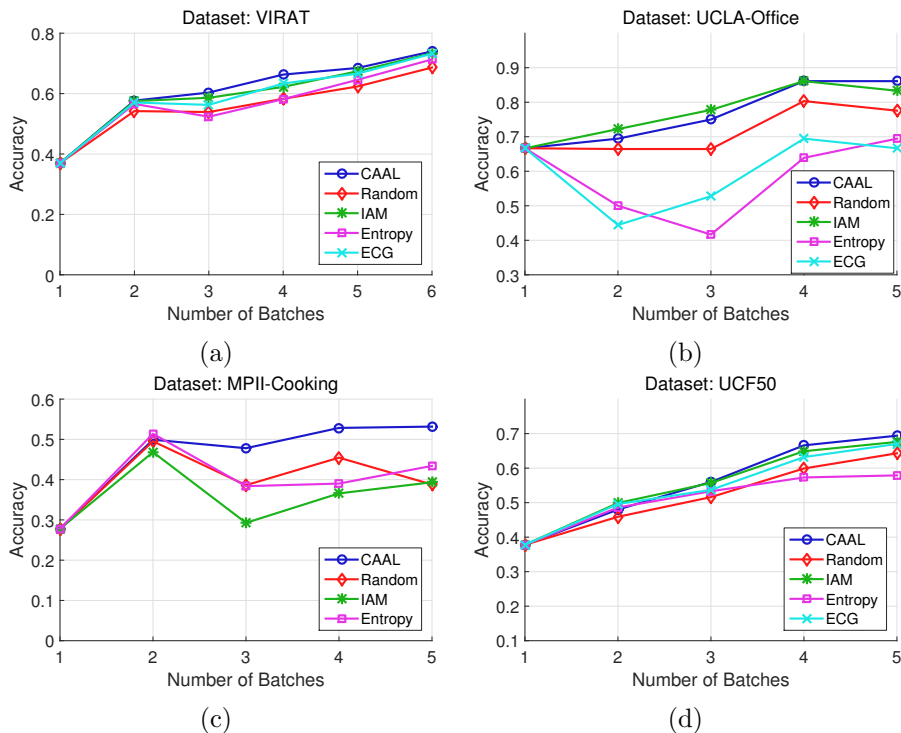 Dataset: VIRAT
0.8
0.6
0.4
0.2
0
Accuracy
CAAL
Random
IAM
Entropy
ECG
1 2 3 4 5 6
Number of Batches
(a)
Dataset: UCLA-Office
0.9
0.8
0.7
0.6
0.5
0.4
0.3
Accuracy
CAAL
Random
IAM
Entropy
ECG
1 2 3 4 5
Number of Batches
(b)
Dataset: MPII-Cooking
0.6
0.5
0.4
0.3
0.2
0.1
0
Accuracy
CAAL
Random
IAM
Entropy
1 2 3 4 5
Number of Batches
(c)
Dataset: UCF50
0.7
0.6
0.5
0.4
0.3
0.2
0.1
Accuracy
CAAL
Random
IAM
Entropy
ECG
1 2 3 4 5
Number of Batches
(d)